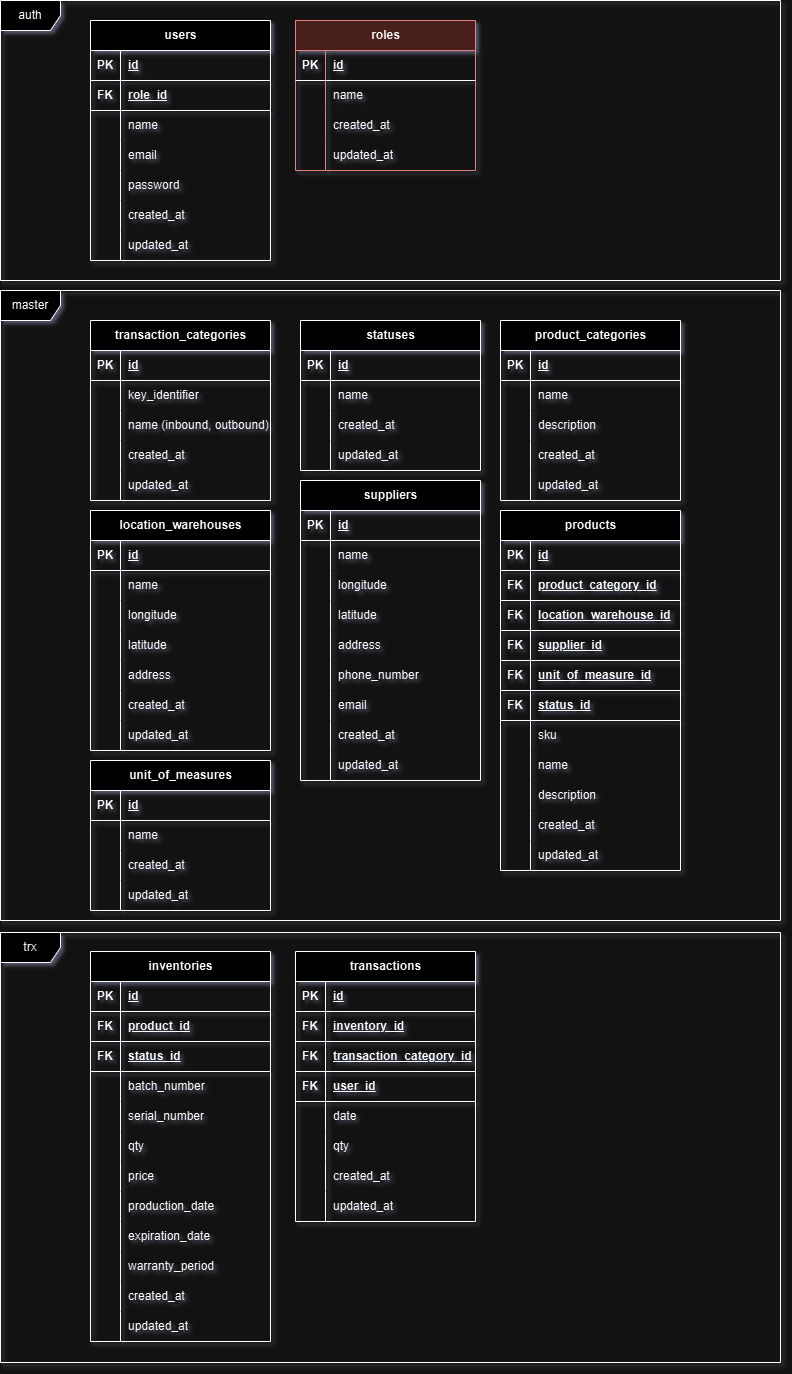 auth
users
PK id
FK role_id
name
email
password
created_at
updated_at
roles
PK id
name
created_at
updated_at
master
transaction_categories
PK id
key_identifier
name (inbound, outbound)
created_at
updated_at
statuses
PK id
name
created_at
updated_at
product_categories
PK id
name
description
created_at
updated_at
location_warehouses
PK id
name
longitude
latitude
address
created_at
updated_at
suppliers
PK id
name
longitude
latitude
address
phone_number
email
created_at
updated_at
products
PK id
FK product_category_id
FK location_warehouse_id
FK supplier_id
FK unit_of_measure_id
FK status_id
sku
name
description
created_at
updated_at
unit_of_measures
PK id
name
created_at
updated_at
trx
inventories
PK id
FK product_id
FK status_id
batch_number
serial_number
qty
price
production_date
expiration_date
warranty_period
created_at
updated_at
transactions
PK id
FK inventory_id
FK transaction_category_id
FK user_id
date
qty
created_at
updated_at